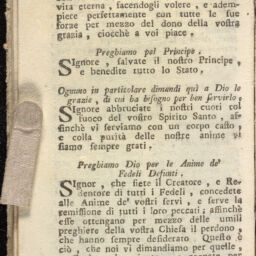 vita eterna, facendogli volere, e adem-
piere perfettamente con tutte le sue
forze per mezzo del dono della vostra
grazia, ciocchè a voi piace.
Preghiamo pel Principe.
SIgnore, salvate il nostro Principe,
e benedite tutto lo Stato,
Ognuno in particolare dimandi quì a Dio le
grazie, di cui ha bisogno per ben servirlo.
SIgnore abbruciate i nostri cuori col
fuoco del vostro Spirito Santo, af-
finchè vi serviamo con un corpo casto,
e colla purità delle nostre anime vi
siamo sempre grati.
Preghiamo Dio per le Anime de'
Fedeli Defunti.
SIgnor, che siete il Creatore, e Re-
dentore di tutti i Fedeli, concedete
alle Anime de' vostri servi, e serve la
remissione di tutti i loro peccati; affinchè
esse ottengano per mezzo delle umili
preghiere della vostra Chiesa il perdono,
che hanno sempre desiderato. Questo è
ciò, che noi vi dimandiamo per quelle,